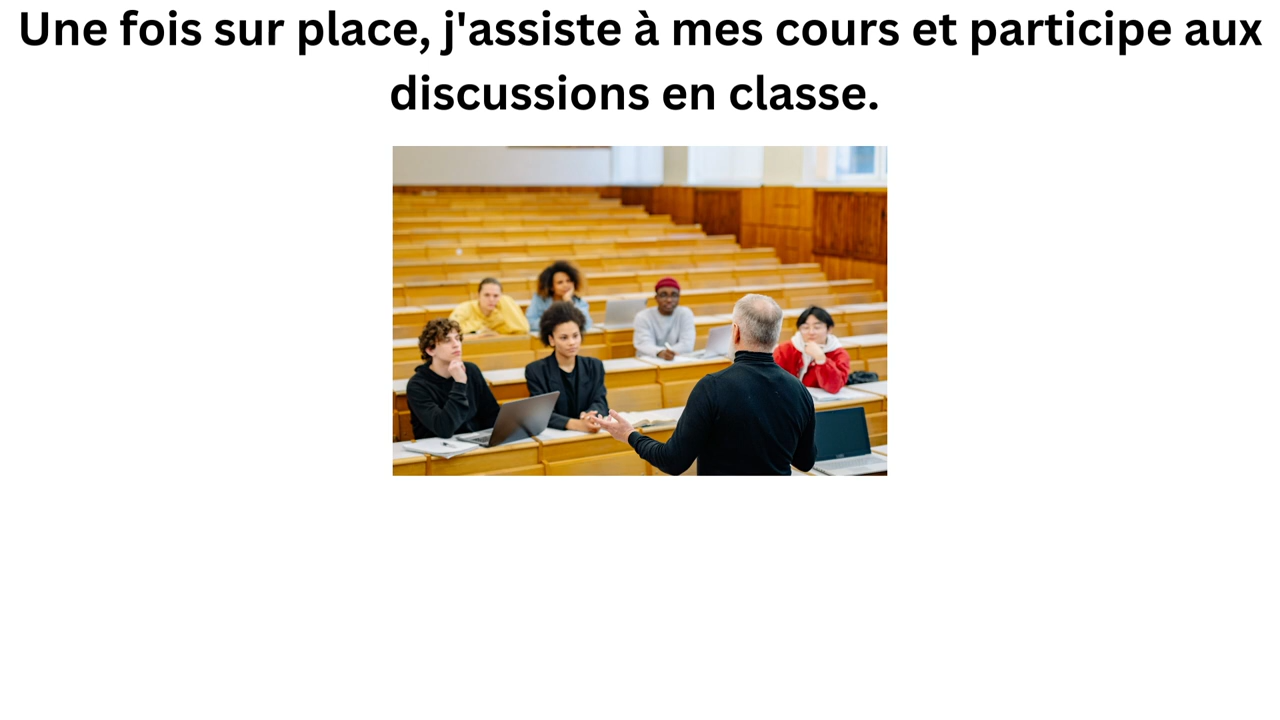 Une fois sur place, j'assiste à mes cours et participe aux
discussions en classe.